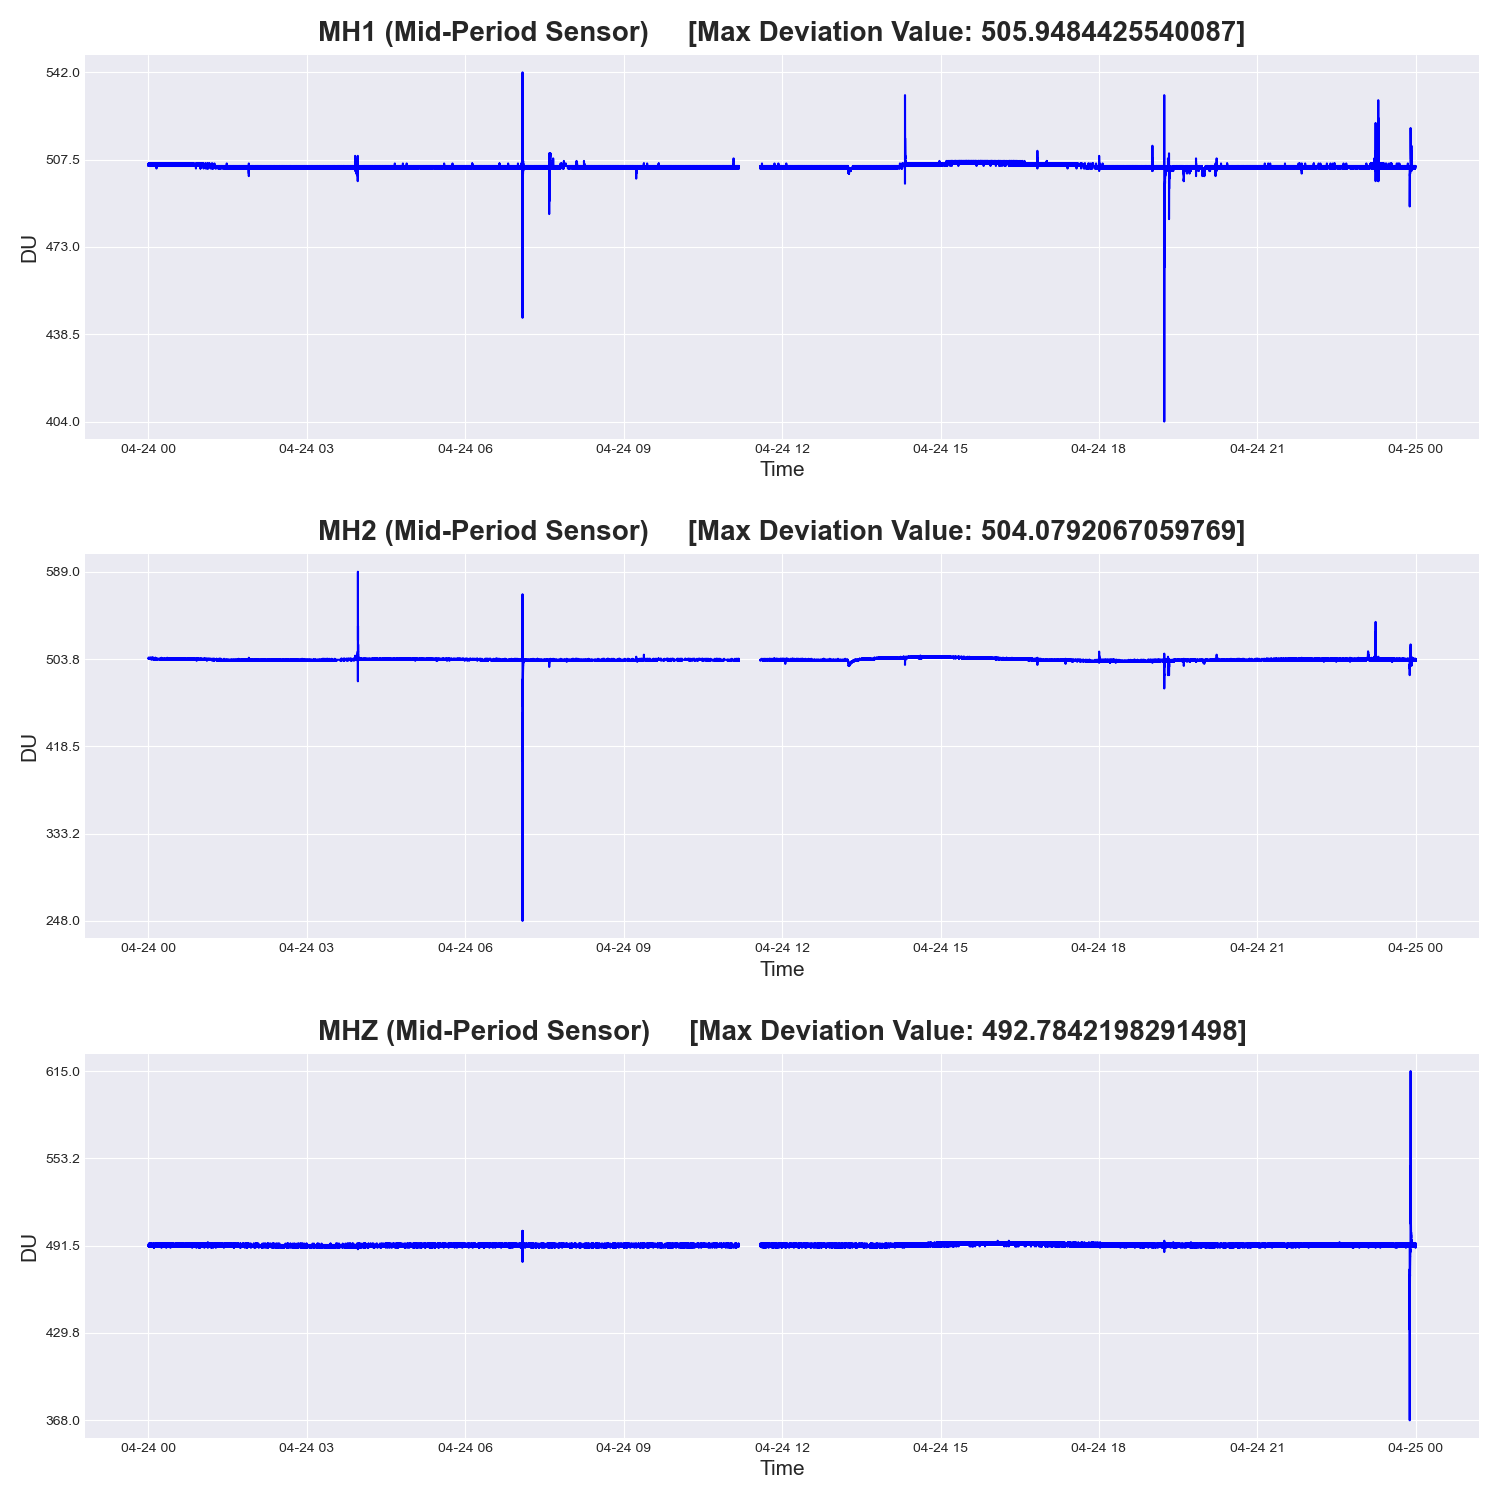 MH1 (Mid-Period Sensor) [Max Deviation Value: 505.9484425540087]
542.0
507.5
473.0
438.5
404.0
DU
04-24 00 04-24 03 04-24 06 04-24 09 04-24 12 04-24 15 04-24 18 04-24 21 04-25 00
Time
MH2 (Mid-Period Sensor) [Max Deviation Value: 504.0792067059769]
589.0
503.8
418.5
333.2
248.0
DU
04-24 00 04-24 03 04-24 06 04-24 09 04-24 12 04-24 15 04-24 18 04-24 21 04-25 00
Time
MHZ (Mid-Period Sensor) [Max Deviation Value: 492.7842198291498]
615.0
553.2
491.5
429.8
368.0
DU
04-24 00 04-24 03 04-24 06 04-24 09 04-24 12 04-24 15 04-24 18 04-24 21 04-25 00
Time